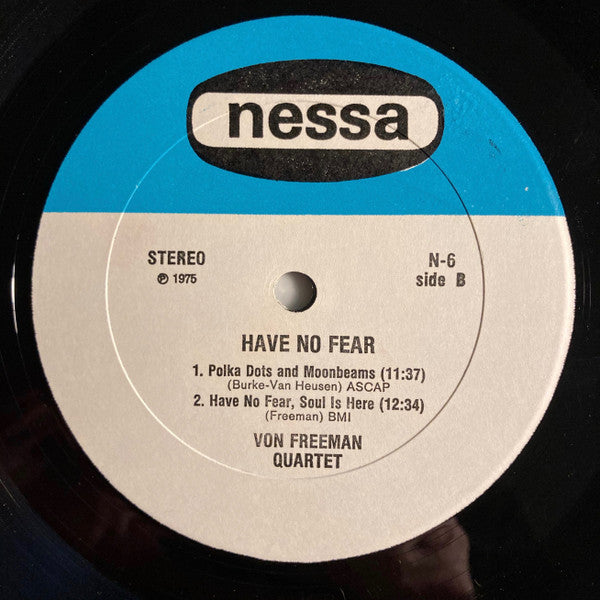 nessa
STEREO
℗ 1975
N-6
side B
HAVE NO FEAR
1. Polka Dots and Moonbeams (11:37)
(Burke-Van Heusen) ASCAP
2. Have No Fear, Soul Is Here (12:34)
(Freeman) BMI
VON FREEMAN
QUARTET